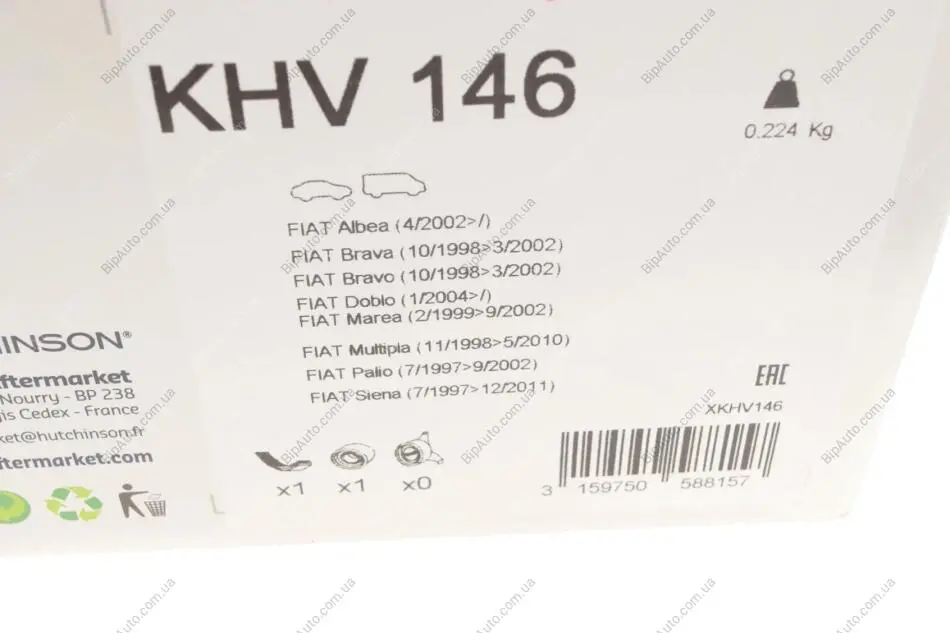 KHV 146
0.224 Kg
FIAT Albea (4/2002>/)
FIAT Brava (10/1998>3/2002)
FIAT Bravo (10/1998>3/2002)
FIAT Doblo (1/2004>/)
FIAT Marea (2/1999>9/2002)
FIAT Multipla (11/1998>5/2010)
FIAT Palio (7/1997>9/2002)
FIAT Siena (7/1997>12/2011)
x1 x1 x0
EAC
XKHV146
3 159750 588157
INSON®
ftermarket
Nourry - BP 238
is Cedex - France
ket@hutchinson.fr
ftermarket.com
BipAuto.com.ua